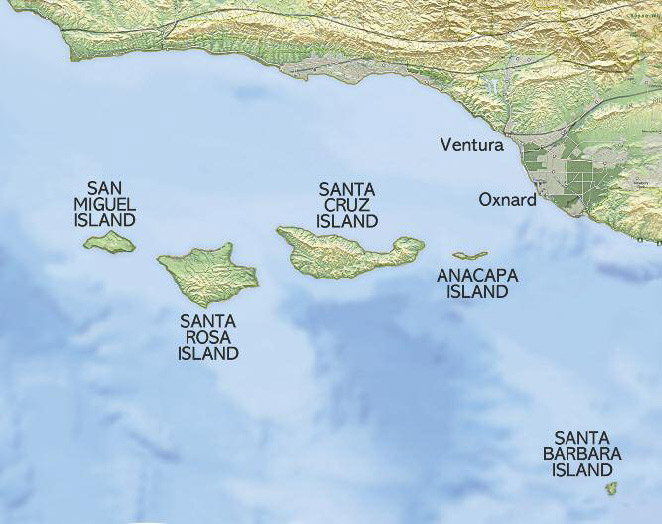 Ventura
Oxnard
SAN
MIGUEL
ISLAND
SANTA
CRUZ
ISLAND
SANTA
ROSA
ISLAND
ANACAPA
ISLAND
SANTA
BARBARA
ISLAND